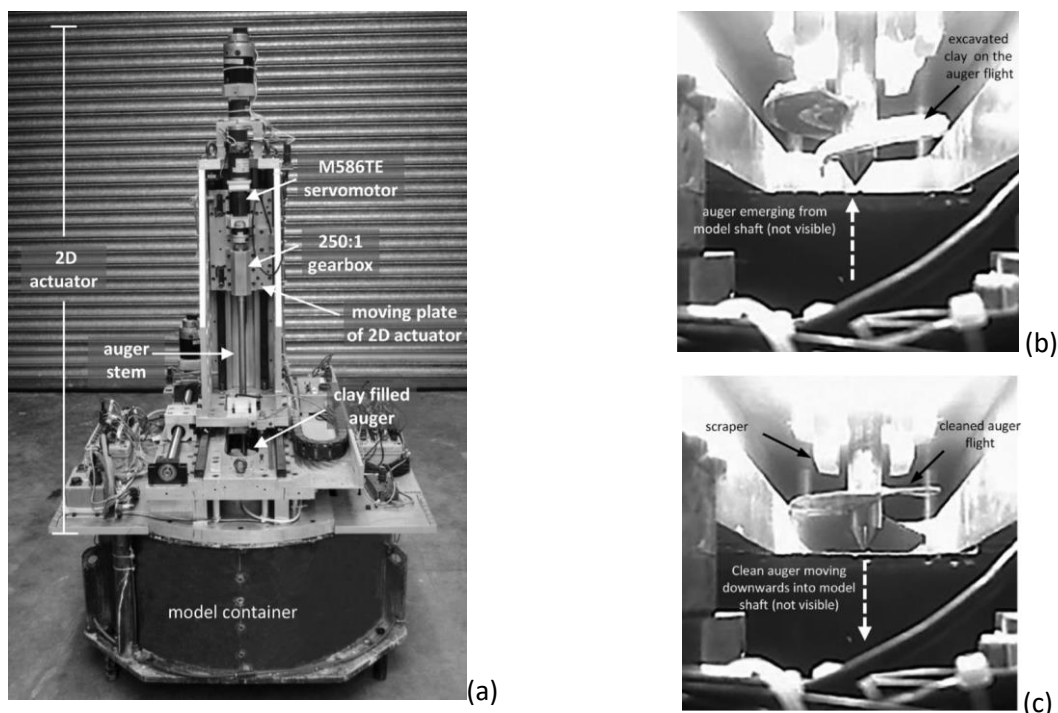 M586TE
servomotor
2D
actuator
250:1
gearbox
moving plate
of 2D actuator
auger
stem
clay filled
auger
model container
(a)
excavated
clay on the
auger flight
auger emerging from
model shaft (not visible)
(b)
scraper
cleaned auger
flight
Clean auger moving
downwards into model
shaft (not visible)
(c)